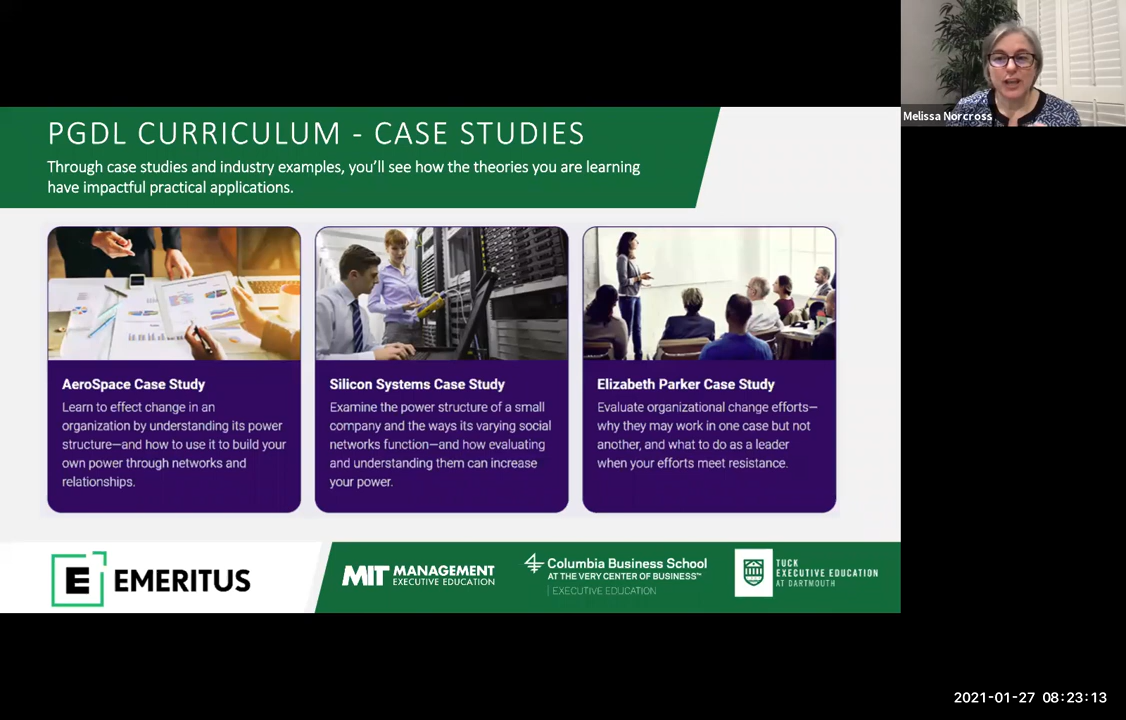 Melissa Norcross
PGDL CURRICULUM - CASE STUDIES
Through case studies and industry examples, you'll see how the theories you are learning
have impactful practical applications.
AeroSpace Case Study
Learn to effect change in an
organization by understanding its power
structure—and how to use it to build your
own power through networks and
relationships.
Silicon Systems Case Study
Examine the power structure of a small
company and the ways its varying social
networks function—and how evaluating
and understanding them can increase
your power.
Elizabeth Parker Case Study
Evaluate organizational change efforts—
why they may work in one case but not
another, and what to do as a leader
when your efforts meet resistance.
E EMERITUS
MIT MANAGEMENT
EXECUTIVE EDUCATION
Columbia Business School
AT THE VERY CENTER OF BUSINESS™
EXECUTIVE EDUCATION
TUCK
EXECUTIVE EDUCATION
AT DARTMOUTH
2021-01-27 08:23:13